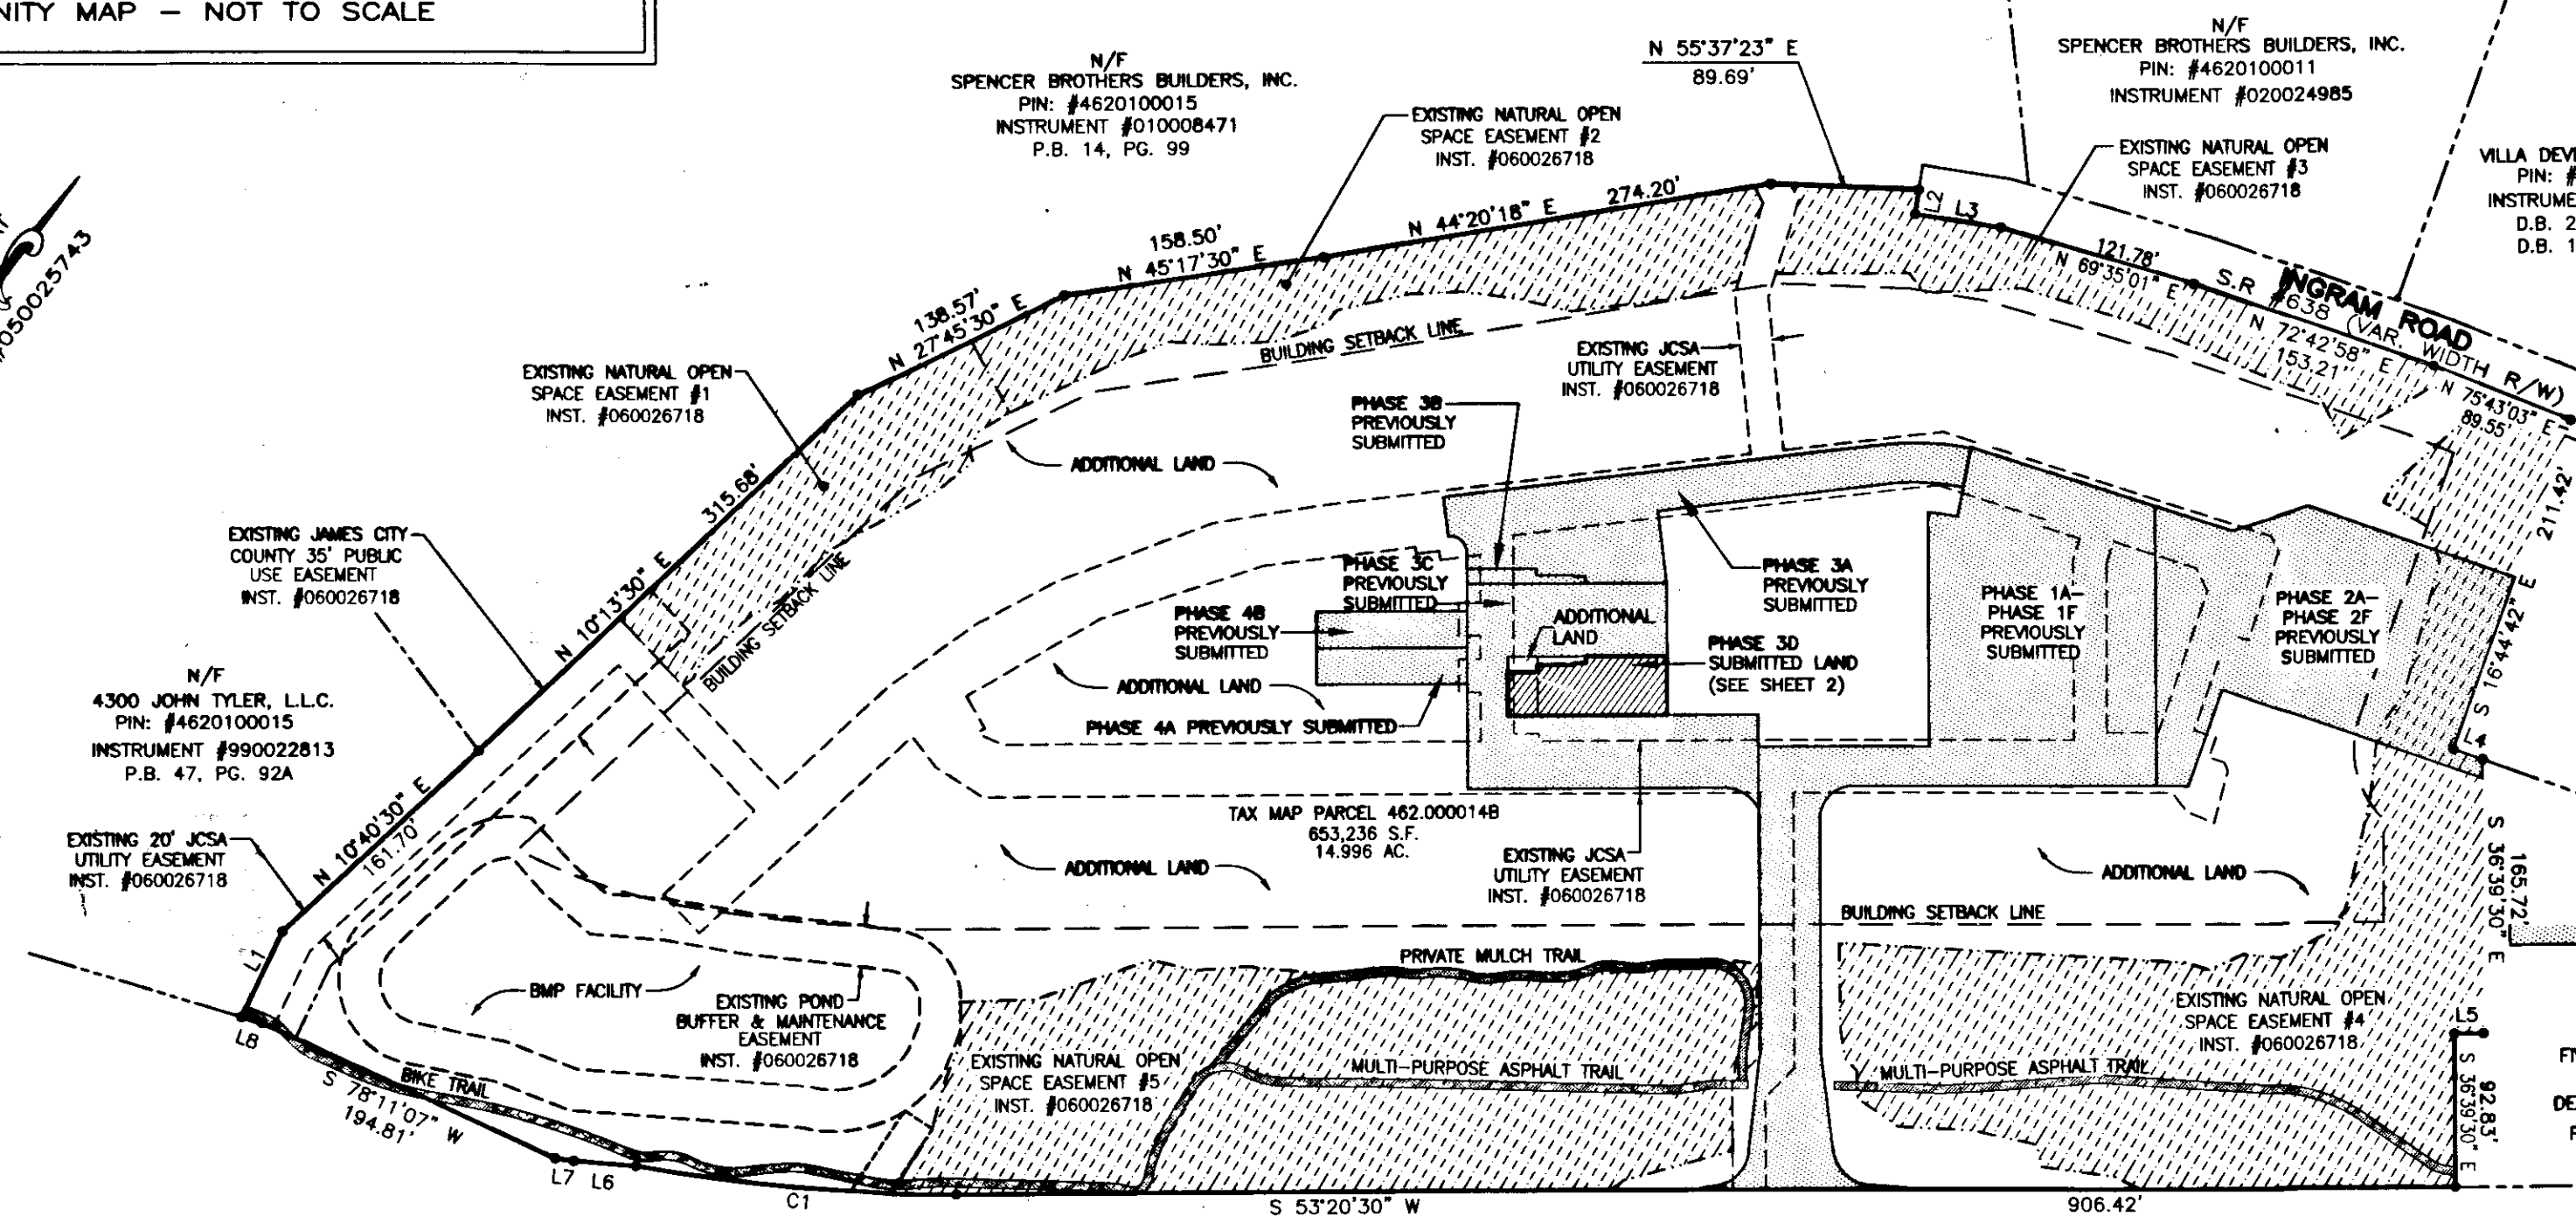 NITY MAP – NOT TO SCALE
N/F
SPENCER BROTHERS BUILDERS, INC.
PIN: #4620100015
INSTRUMENT #010008471
P.B. 14, PG. 99
N 55°37'23" E
89.69'
N/F
SPENCER BROTHERS BUILDERS, INC.
PIN: #4620100011
INSTRUMENT #020024985
EXISTING NATURAL OPEN
SPACE EASEMENT #2
INST. #060026718
EXISTING NATURAL OPEN
SPACE EASEMENT #3
INST. #060026718
VILLA DEV
PIN: #
INSTRUME
D.B. 2
D.B. 1
050025743
274.20'
N 44°20'18" E
158.50'
N 45°17'30" E
138.57'
N 27°45'30" E
L2
L3
121.78'
N 69°35'01" E
S.R #638 (VAR. WIDTH R/W)
INGRAM ROAD
N 72°42'58" E
153.21'
N 75°43'03" E
89.55'
211.42'
S 16°44'42" E
BUILDING SETBACK LINE
EXISTING JCSA
UTILITY EASEMENT
INST. #060026718
EXISTING NATURAL OPEN
SPACE EASEMENT #1
INST. #060026718
PHASE 3B
PREVIOUSLY
SUBMITTED
ADDITIONAL LAND
315.68'
N 10°13'30" E
EXISTING JAMES CITY
COUNTY 35' PUBLIC
USE EASEMENT
INST. #060026718
BUILDING SETBACK LINE
PHASE 3C
PREVIOUSLY
SUBMITTED
PHASE 3A
PREVIOUSLY
SUBMITTED
PHASE 1A–
PHASE 1F
PREVIOUSLY
SUBMITTED
PHASE 2A–
PHASE 2F
PREVIOUSLY
SUBMITTED
PHASE 4B
PREVIOUSLY
SUBMITTED
ADDITIONAL
LAND
PHASE 3D
SUBMITTED LAND
(SEE SHEET 2)
ADDITIONAL LAND
PHASE 4A PREVIOUSLY SUBMITTED
N/F
4300 JOHN TYLER, L.L.C.
PIN: #4620100015
INSTRUMENT #990022813
P.B. 47, PG. 92A
L4
N 10°40'30" E
161.70'
EXISTING 20' JCSA
UTILITY EASEMENT
INST. #060026718
TAX MAP PARCEL 462.000014B
653,236 S.F.
14.996 AC.
ADDITIONAL LAND
EXISTING JCSA
UTILITY EASEMENT
INST. #060026718
ADDITIONAL LAND
165.72'
S 36°39'30" E
BUILDING SETBACK LINE
L1
PRIVATE MULCH TRAIL
BMP FACILITY
EXISTING POND
BUFFER & MAINTENANCE
EASEMENT
INST. #060026718
EXISTING NATURAL OPEN
SPACE EASEMENT #4
INST. #060026718
L5
L8
EXISTING NATURAL OPEN
SPACE EASEMENT #5
INST. #060026718
MULTI–PURPOSE ASPHALT TRAIL
MULTI–PURPOSE ASPHALT TRAIL
BIKE TRAIL
S 78°11'07" W
194.81'
92.83'
S 36°39'30" E
DE
L7
L6
C1
S 53°20'30" W
906.42'